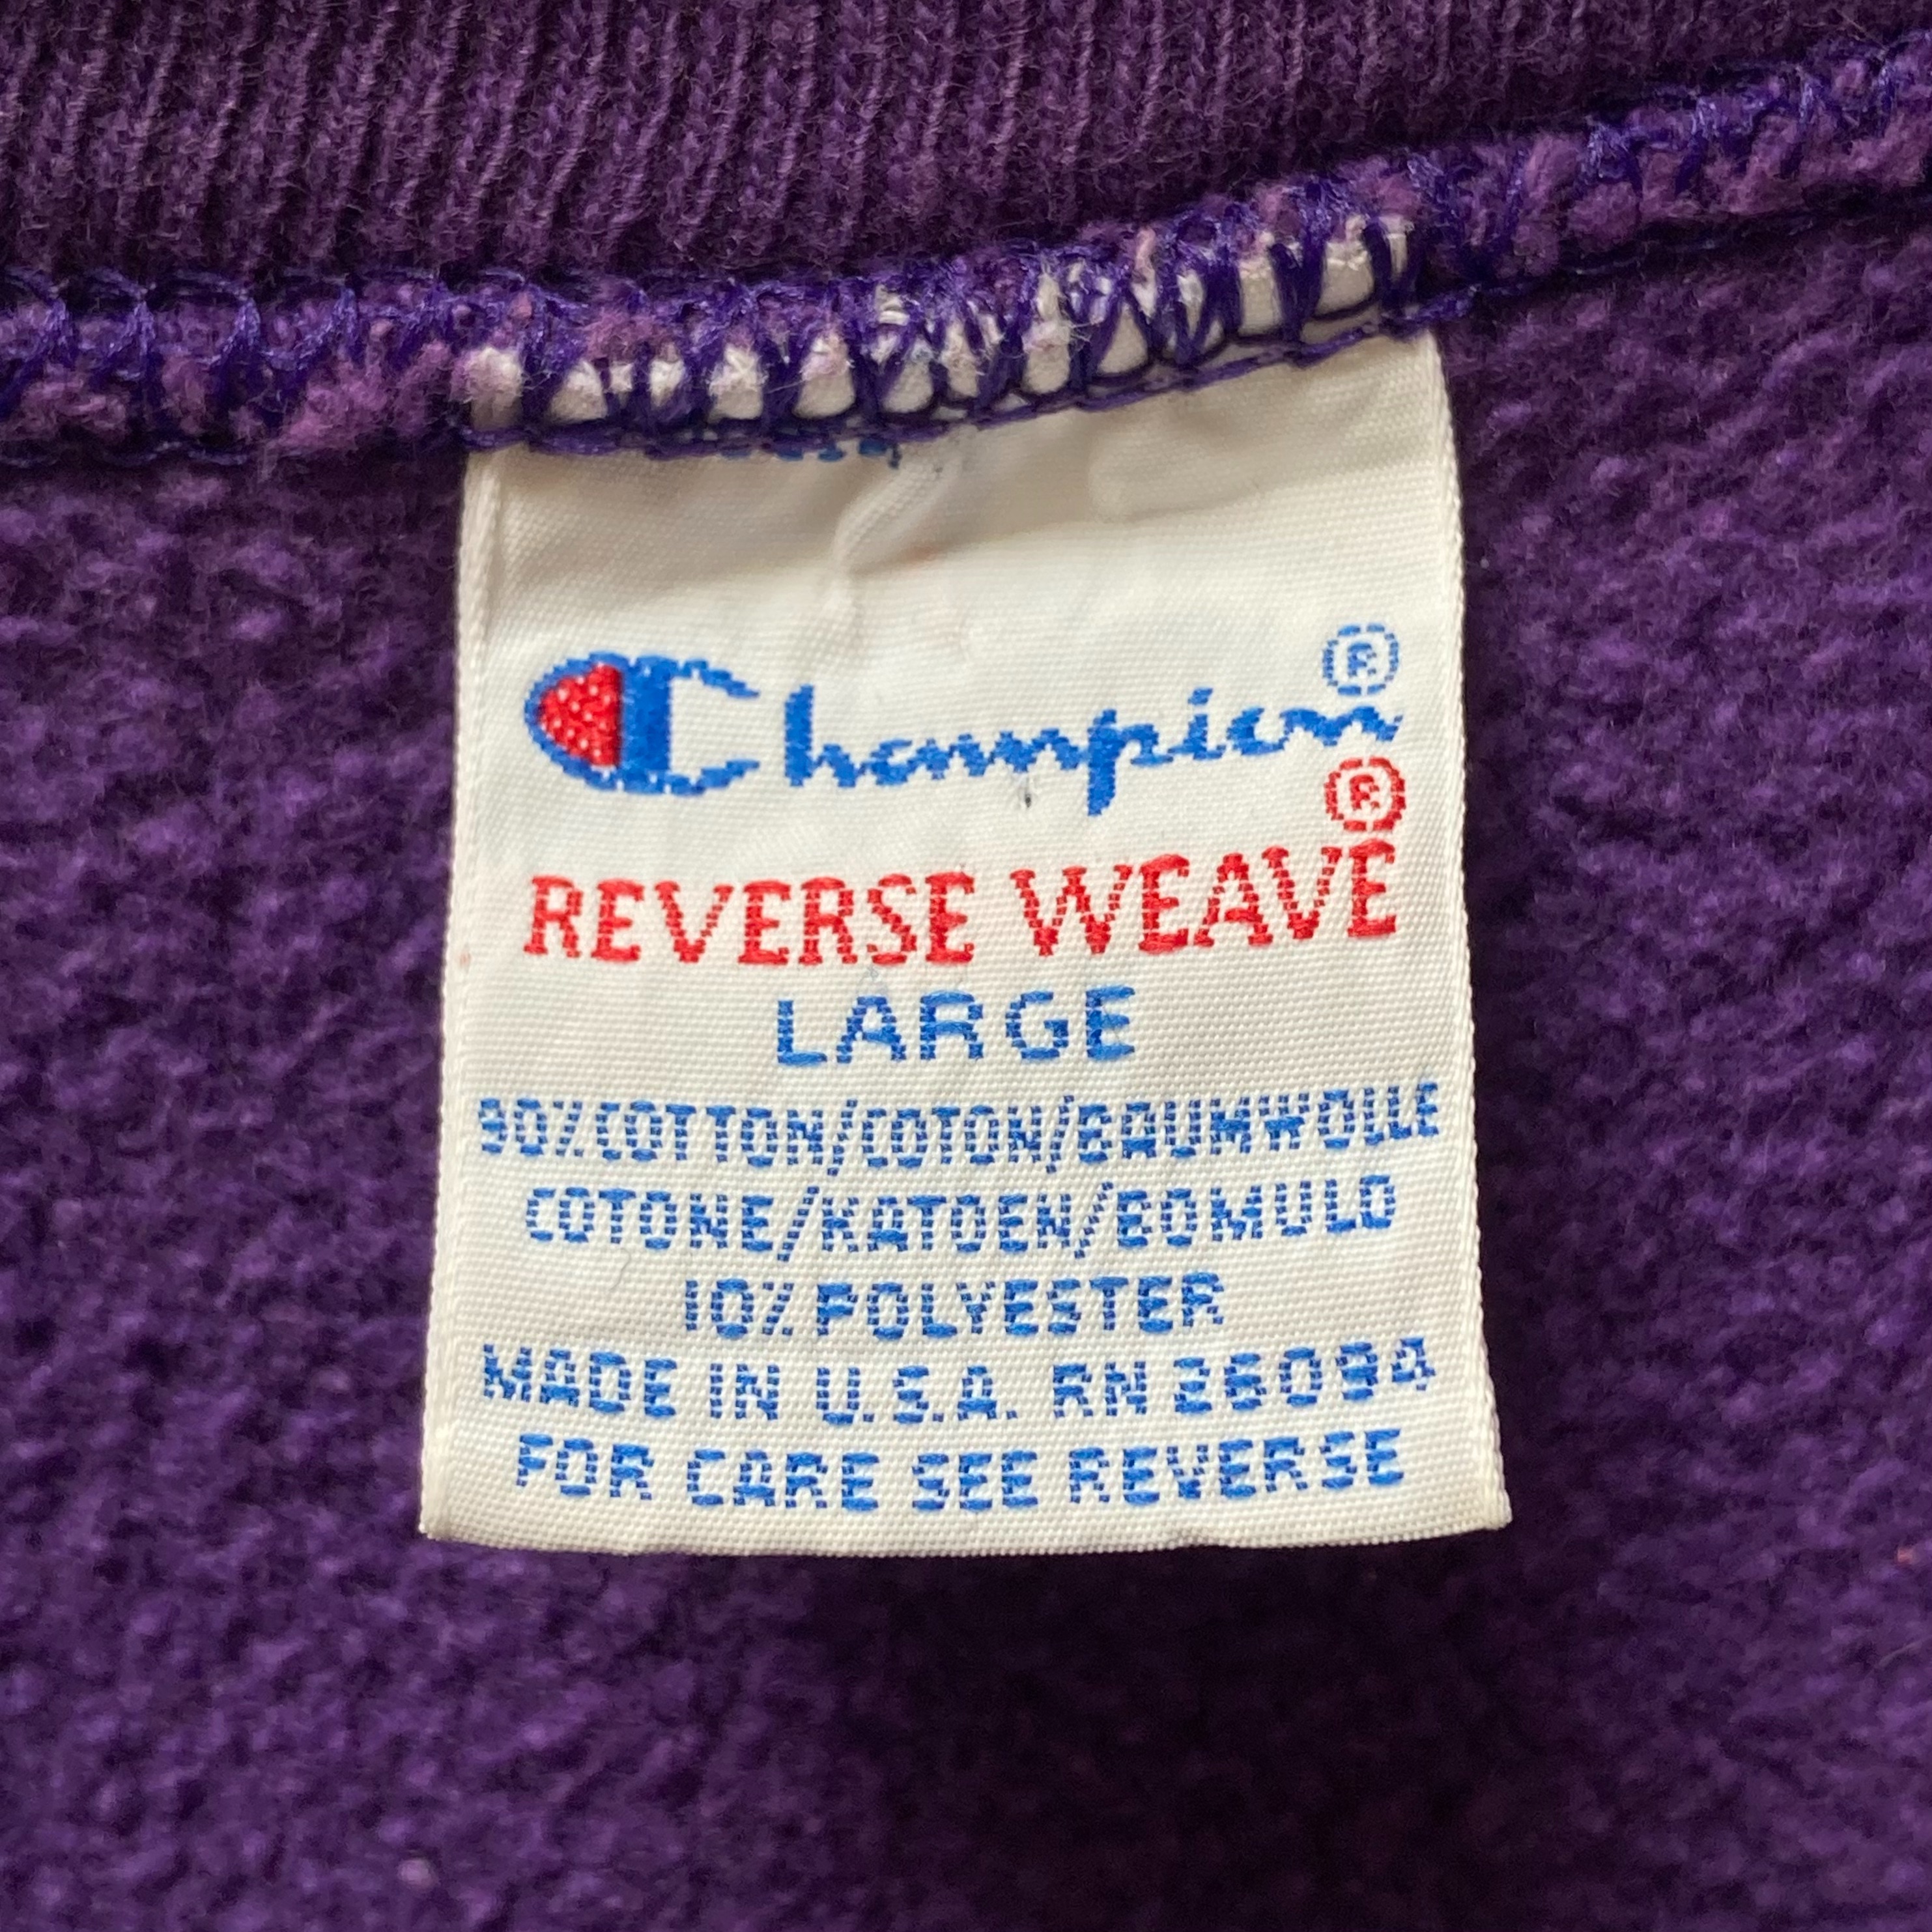 Champion®
REVERSE WEAVE®
LARGE
90% COTTON/COTON/BAUMWOLLE
COTONE/KATOEN/BOMULD
10% POLYESTER
MADE IN U.S.A. RN 26094
FOR CARE SEE REVERSE